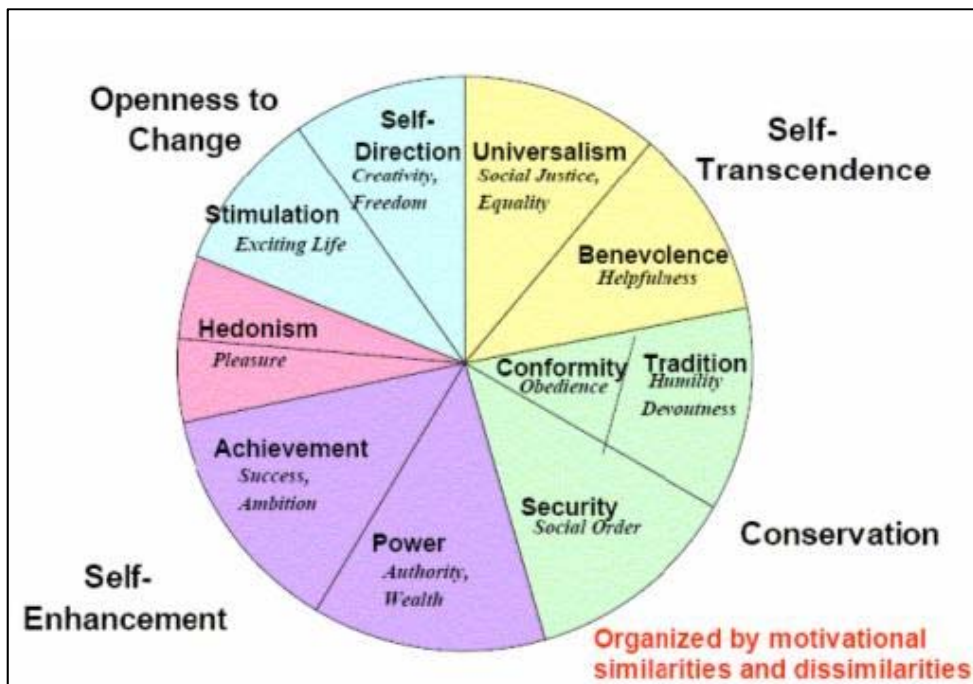 Openness to
Change
Self-
Direction
Creativity,
Freedom
Universalism
Social Justice,
Equality
Self-
Transcendence
Stimulation
Exciting Life
Benevolence
Helpfulness
Hedonism
Pleasure
Conformity
Obedience
Tradition
Humility
Devoutness
Achievement
Success,
Ambition
Security
Social Order
Conservation
Power
Authority,
Wealth
Self-
Enhancement
Organized by motivational
similarities and dissimilarities